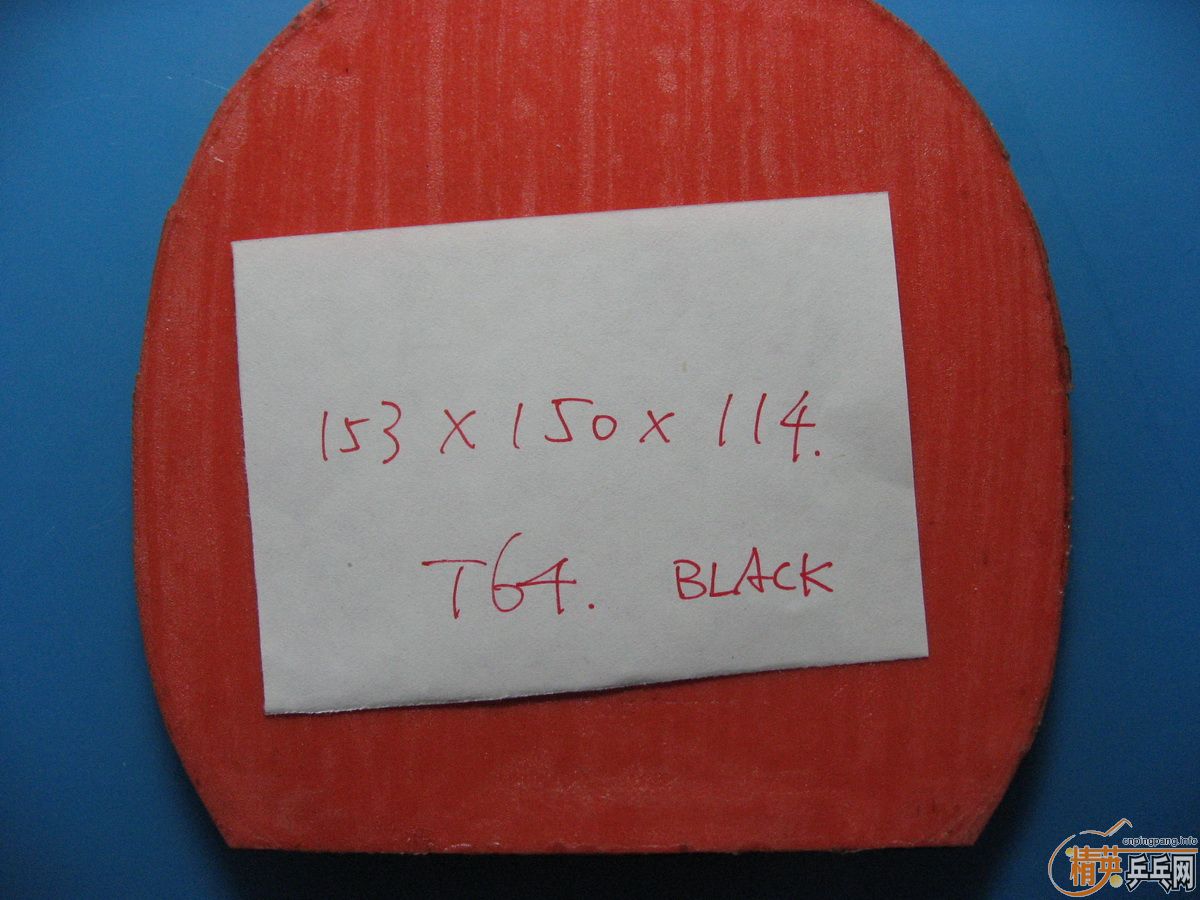 153 x 150 x 114.
T64. BLACK
cnpingpang.info
精英乒乓网